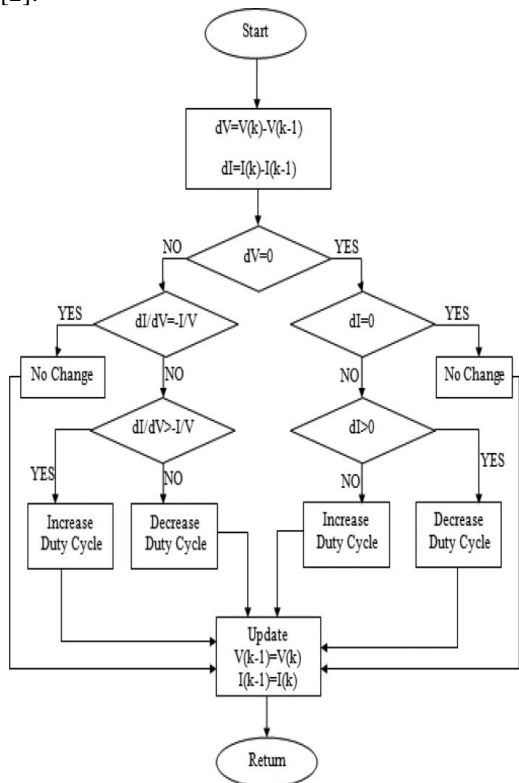 [2].
Start
dV=V(k)-V(k-1)
dI=I(k)-I(k-1)
NO
YES
dV=0
YES
dI/dV=-I/V
dI=0
YES
No Change
NO
NO
No Change
dI/dV>-I/V
dI>0
YES
NO
NO
YES
Increase
Duty Cycle
Decrease
Duty Cycle
Increase
Duty Cycle
Decrease
Duty Cycle
Update
V(k-1)=V(k)
I(k-1)=I(k)
Return